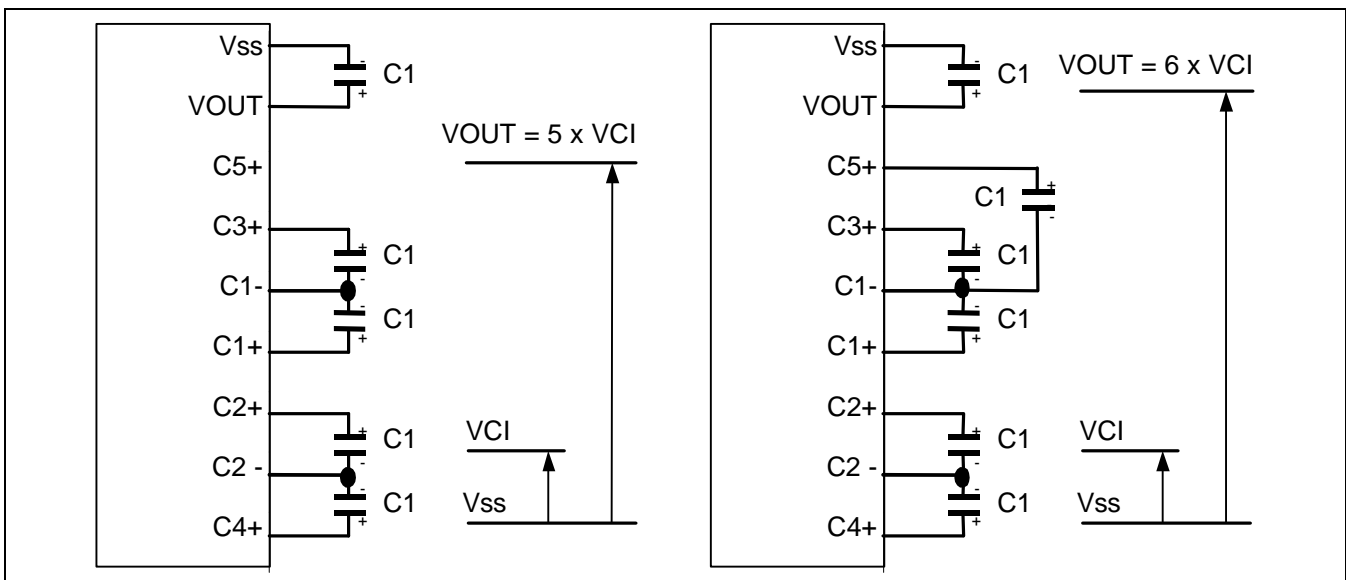 Vss
- C1
VOUT
+
VOUT = 5 x VCI
C5+
C3+
+ C1
C1-
-
- C1
C1+
+
C2+
+ C1
C2 -
-
- C1
C4+
+
VCI
Vss
Vss
- C1
VOUT
+
VOUT = 6 x VCI
C5+
+
C1
-
C3+
+ C1
C1-
-
- C1
C1+
+
C2+
+ C1
C2 -
-
- C1
C4+
+
VCI
Vss